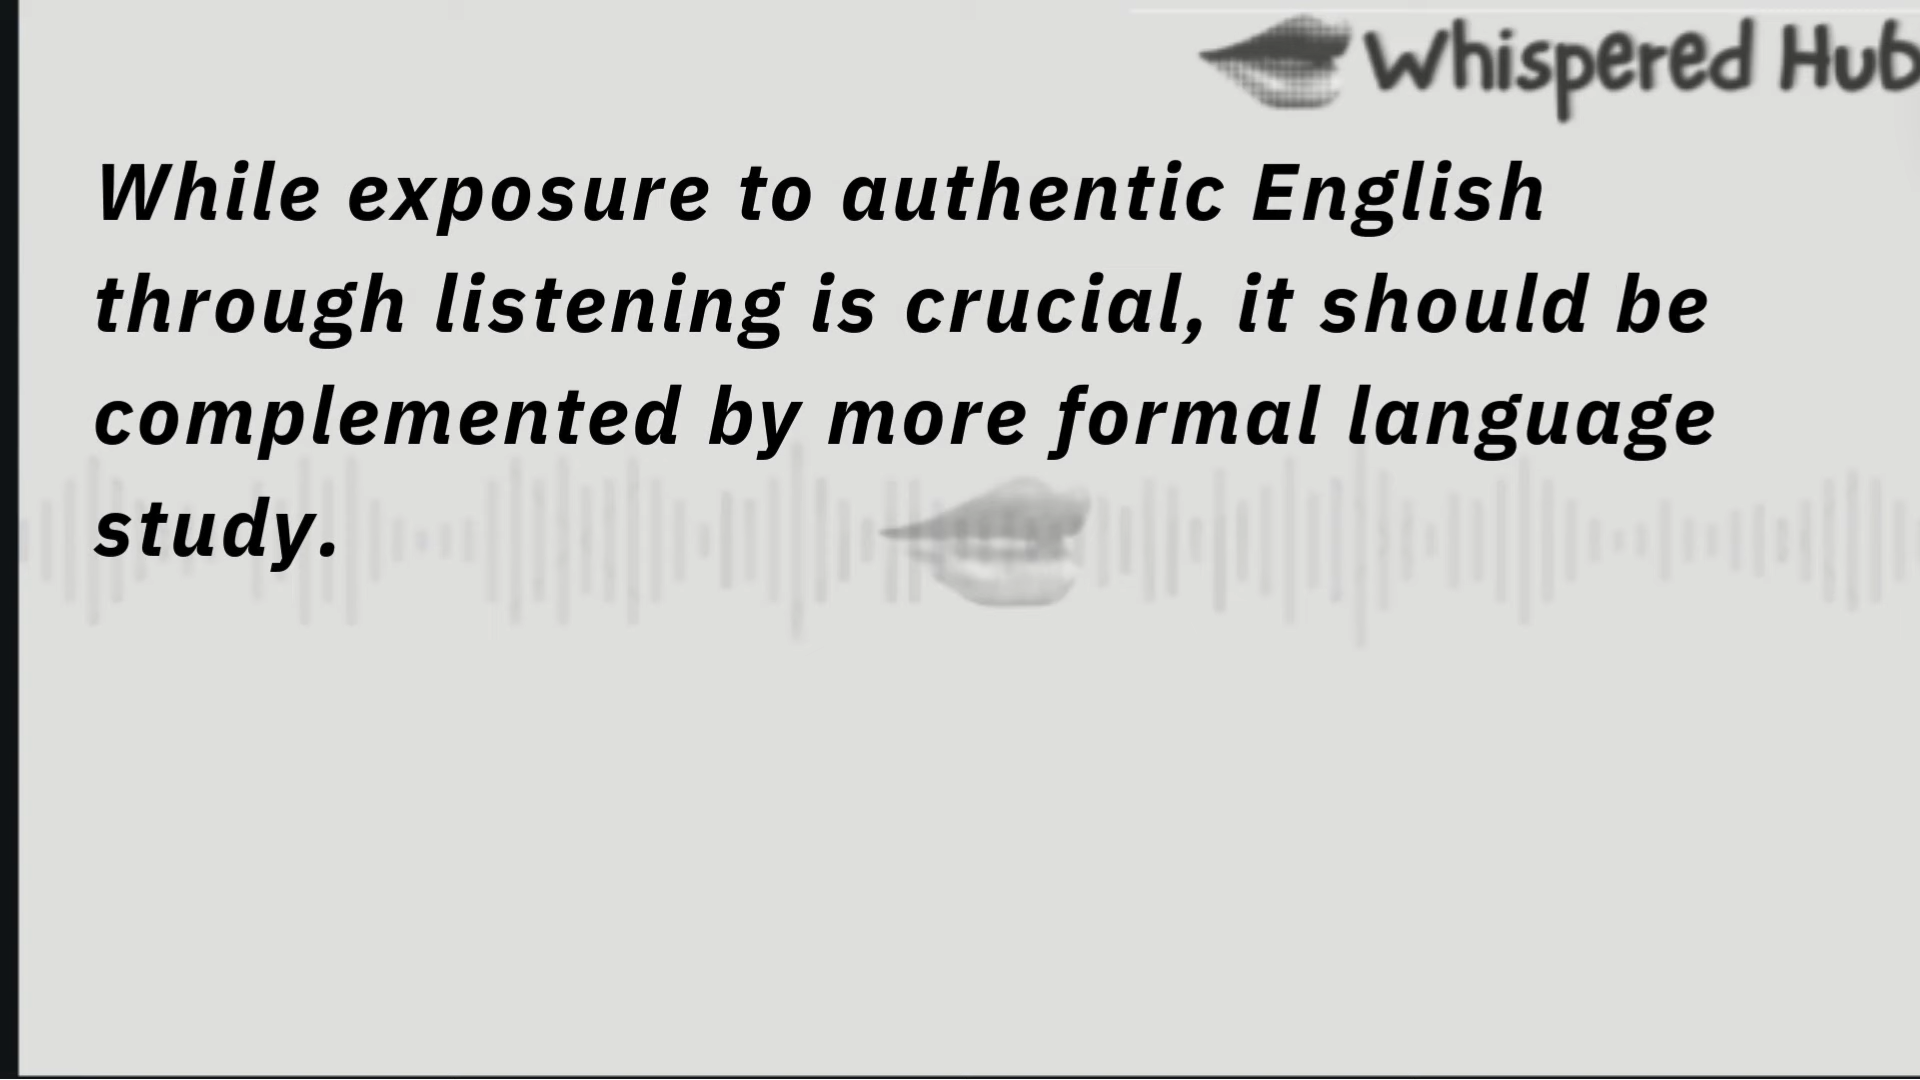 Whispered Hub
While exposure to authentic English
through listening is crucial, it should be
complemented by more formal language
study.